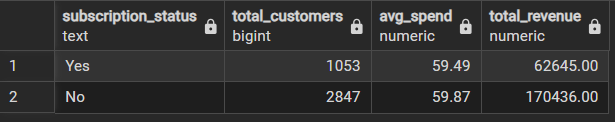 subscription_status total_customers avg_spend total_revenue
text bigint numeric numeric
1 Yes 1053 59.49 62645.00
2 No 2847 59.87 170436.00